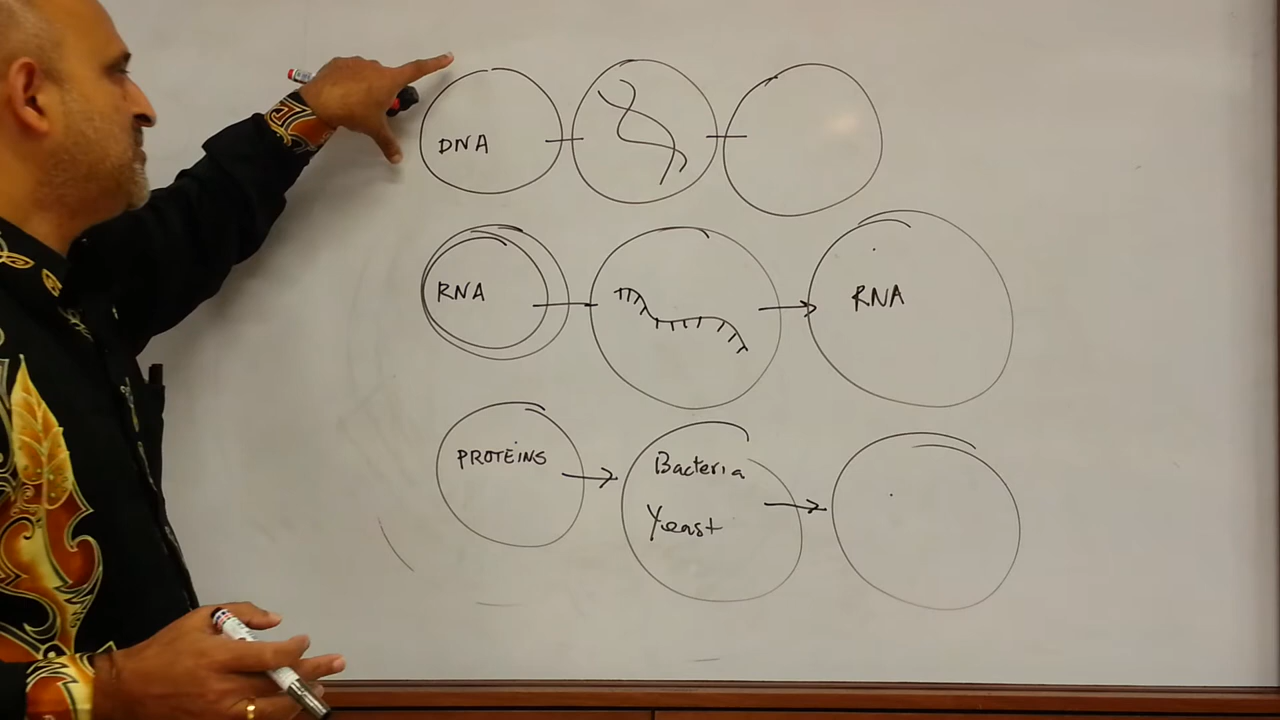 DNA
RNA
RNA
PROTEINS
Bacteria
Yeast